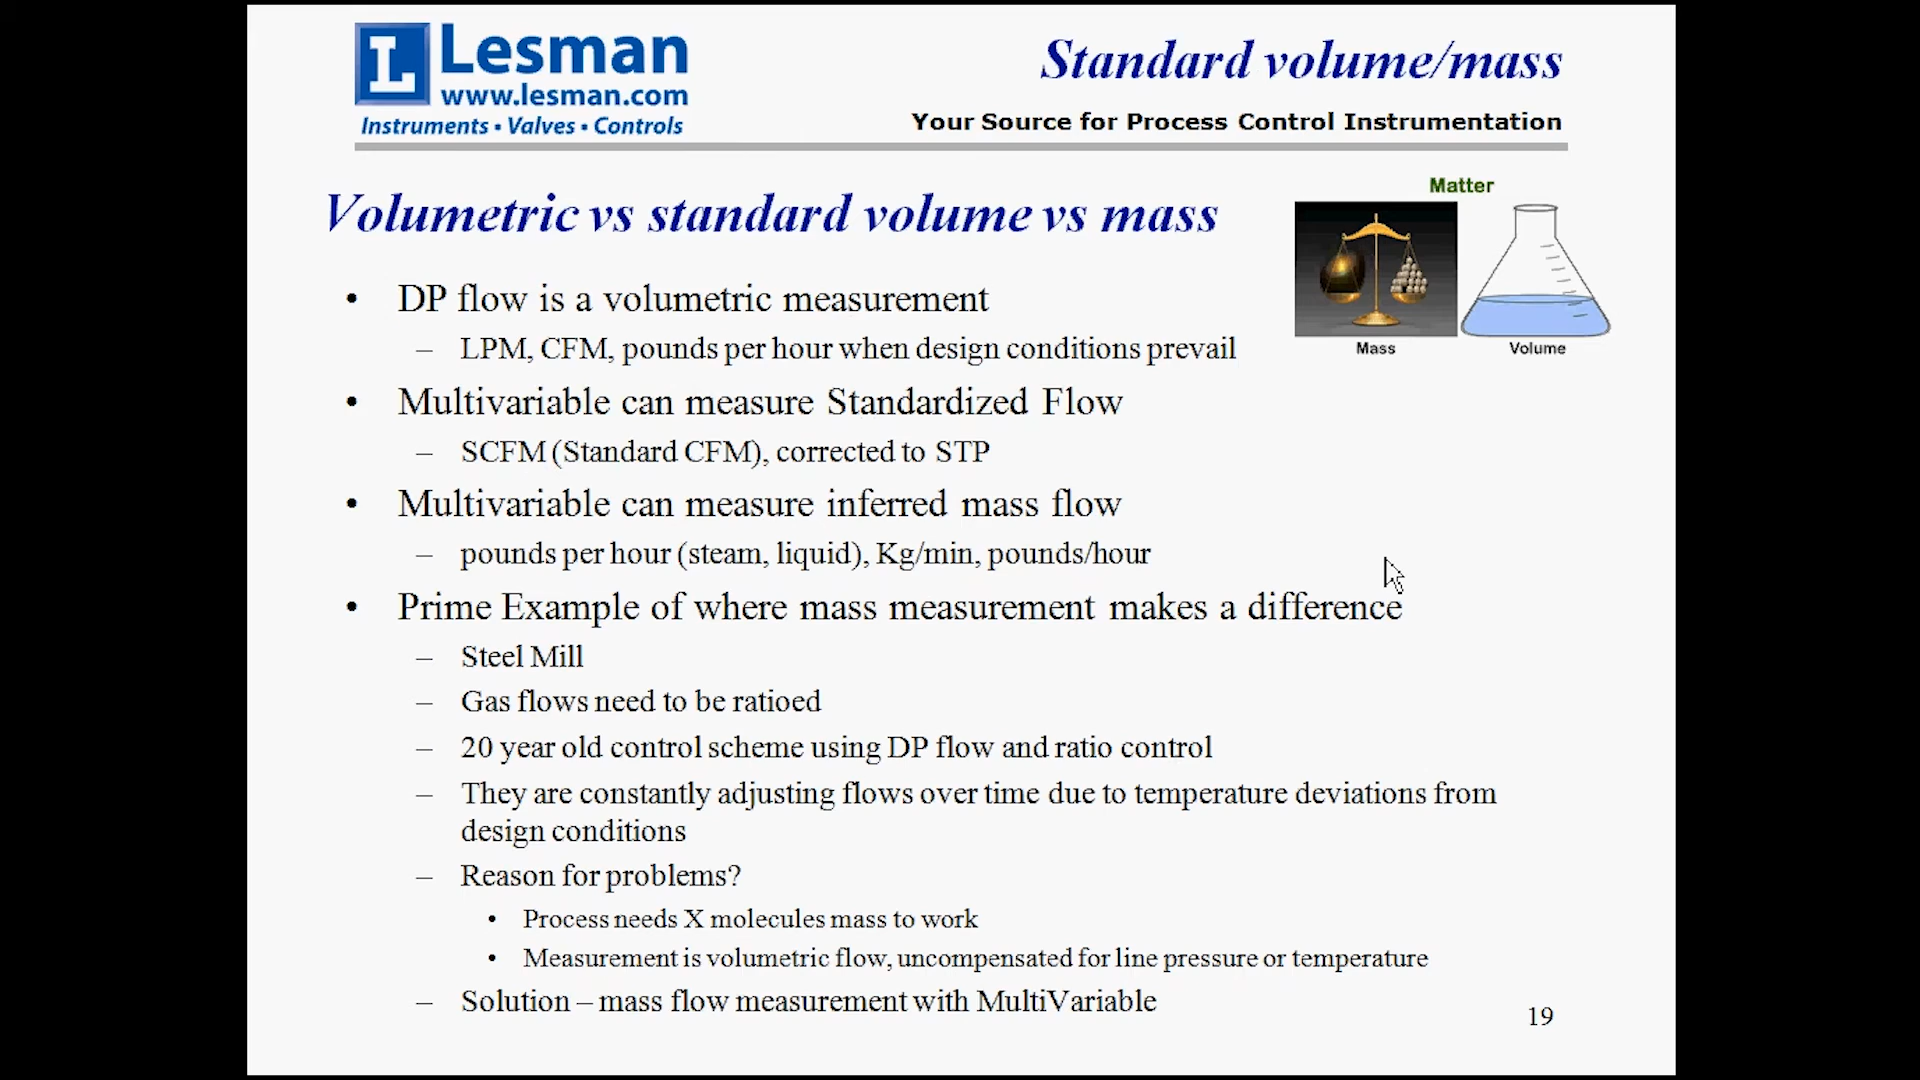 Lesman
www.lesman.com
Instruments • Valves • Controls
Standard volume/mass
Your Source for Process Control Instrumentation
Volumetric vs standard volume vs mass
Matter
Mass
Volume
• DP flow is a volumetric measurement
– LPM, CFM, pounds per hour when design conditions prevail
• Multivariable can measure Standardized Flow
– SCFM (Standard CFM), corrected to STP
• Multivariable can measure inferred mass flow
– pounds per hour (steam, liquid), Kg/min, pounds/hour
• Prime Example of where mass measurement makes a difference
– Steel Mill
– Gas flows need to be ratioed
– 20 year old control scheme using DP flow and ratio control
– They are constantly adjusting flows over time due to temperature deviations from
design conditions
– Reason for problems?
• Process needs X molecules mass to work
• Measurement is volumetric flow, uncompensated for line pressure or temperature
– Solution – mass flow measurement with MultiVariable
19